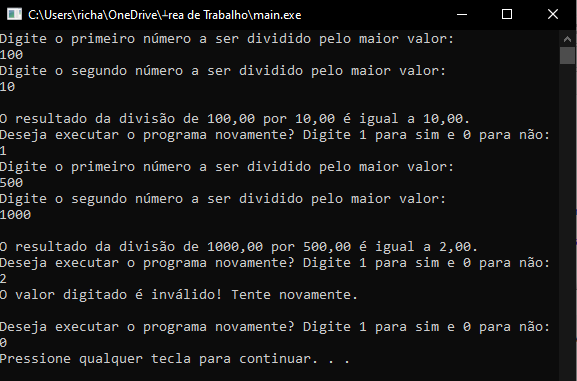 C:\Users\richa\OneDrive\┴rea de Trabalho\main.exe
Digite o primeiro número a ser dividido pelo maior valor:
100
Digite o segundo número a ser dividido pelo maior valor:
10
O resultado da divisão de 100,00 por 10,00 é igual a 10,00.
Deseja executar o programa novamente? Digite 1 para sim e 0 para não:
1
Digite o primeiro número a ser dividido pelo maior valor:
500
Digite o segundo número a ser dividido pelo maior valor:
1000
O resultado da divisão de 1000,00 por 500,00 é igual a 2,00.
Deseja executar o programa novamente? Digite 1 para sim e 0 para não:
2
O valor digitado é inválido! Tente novamente.
Deseja executar o programa novamente? Digite 1 para sim e 0 para não:
0
Pressione qualquer tecla para continuar. . .